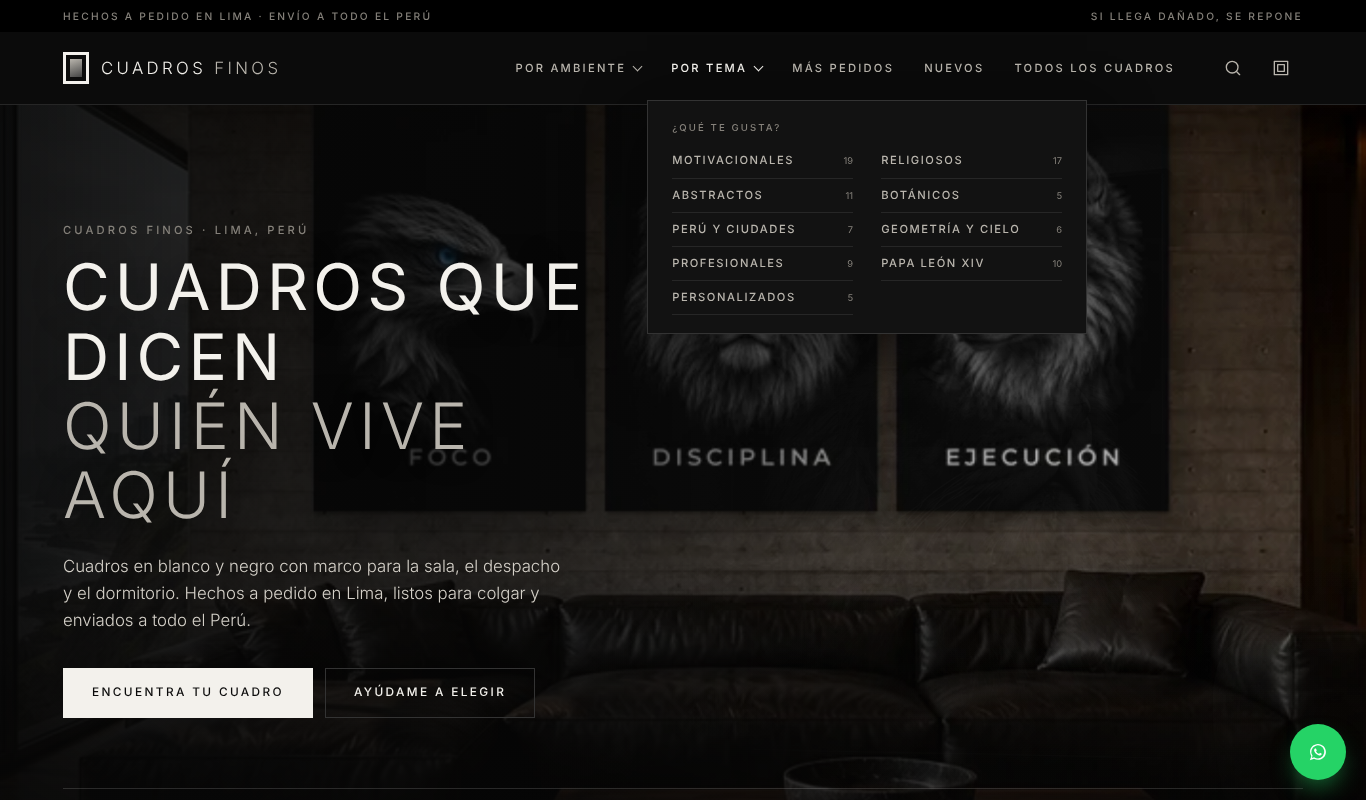 HECHOS A PEDIDO EN LIMA · ENVÍO A TODO EL PERÚ
SI LLEGA DAÑADO, SE REPONE
CUADROS FINOS
POR AMBIENTE
POR TEMA
MÁS PEDIDOS
NUEVOS
TODOS LOS CUADROS
¿QUÉ TE GUSTA?
MOTIVACIONALES 19
RELIGIOSOS 17
ABSTRACTOS 11
BOTÁNICOS 5
PERÚ Y CIUDADES 7
GEOMETRÍA Y CIELO 6
PROFESIONALES 9
PAPA LEÓN XIV 10
PERSONALIZADOS 5
CUADROS FINOS · LIMA, PERÚ
CUADROS QUE
DICEN
QUIÉN VIVE
AQUÍ
FOCO
DISCIPLINA
EJECUCIÓN
Cuadros en blanco y negro con marco para la sala, el despacho
y el dormitorio. Hechos a pedido en Lima, listos para colgar y
enviados a todo el Perú.
ENCUENTRA TU CUADRO
AYÚDAME A ELEGIR